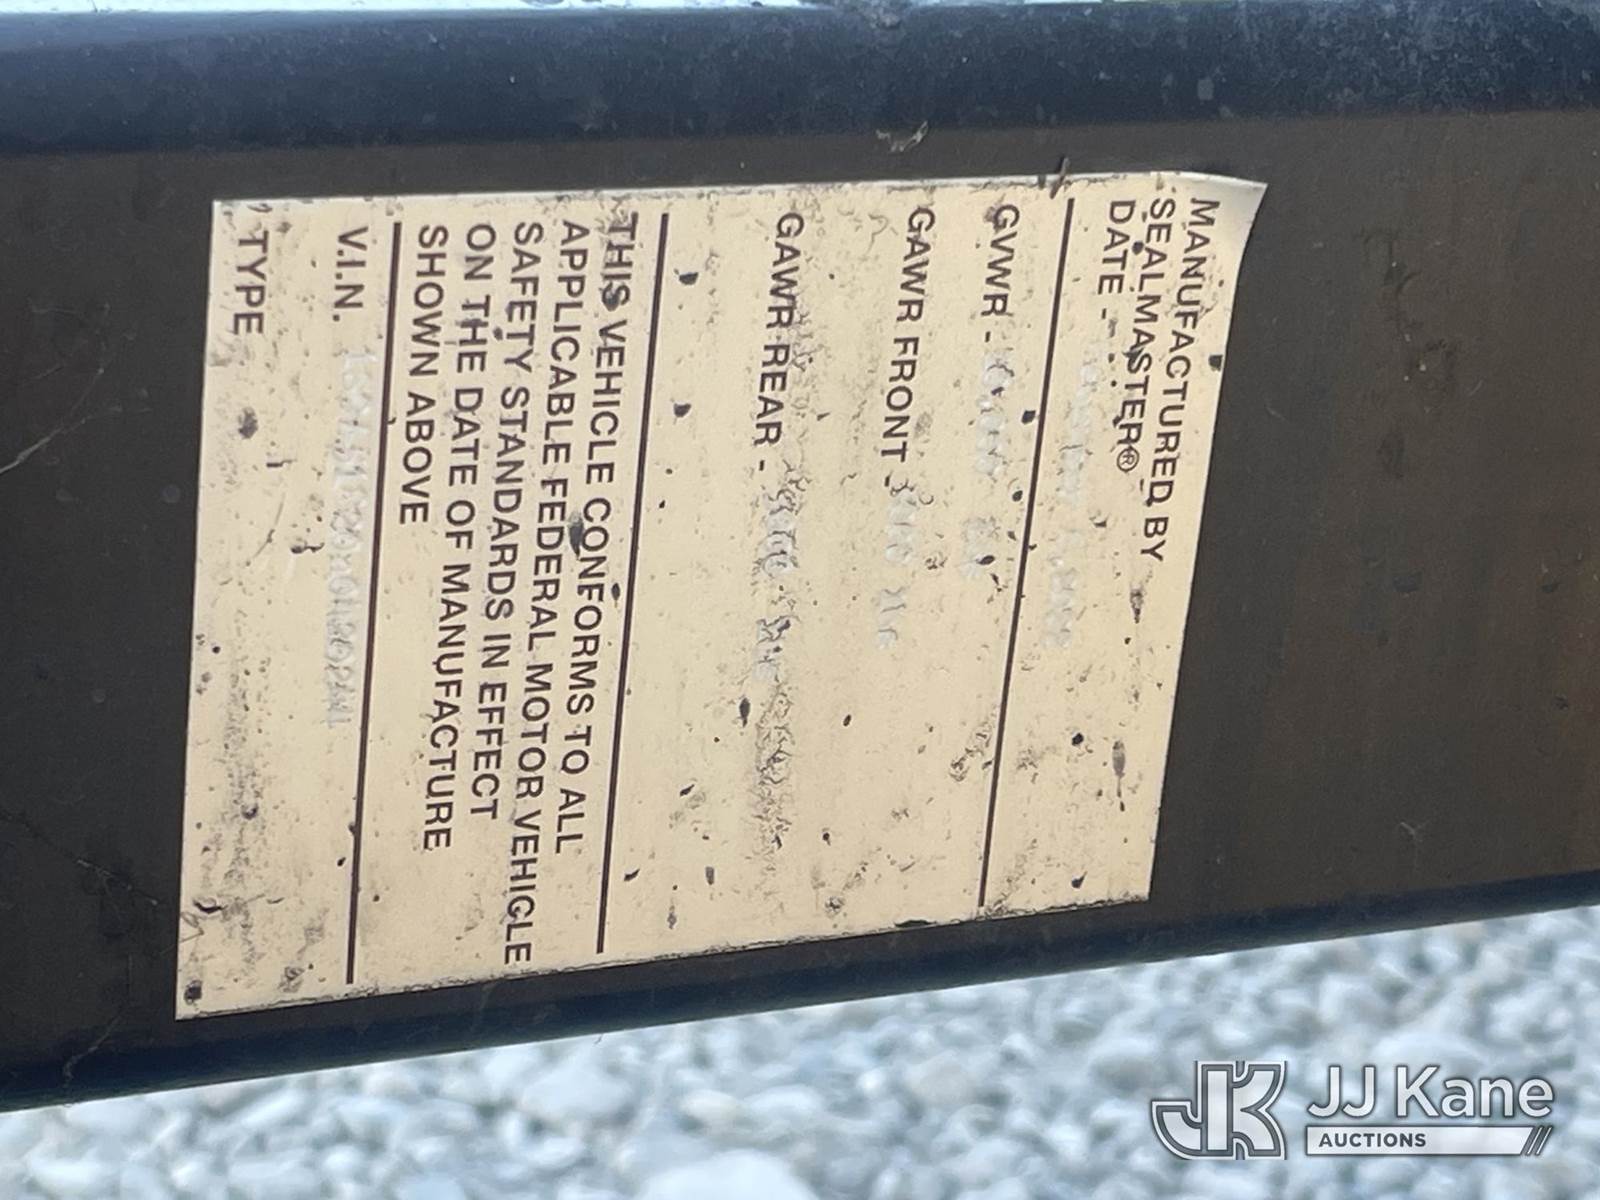 MANUFACTURED BY
SEALMASTER®
DATE -
GVWR -
GAWR FRONT -
GAWR REAR -
THIS VEHICLE CONFORMS TO ALL
APPLICABLE FEDERAL MOTOR VEHICLE
SAFETY STANDARDS IN EFFECT
ON THE DATE OF MANUFACTURE
SHOWN ABOVE
V.I.N.
TYPE
JK JJ Kane
AUCTIONS